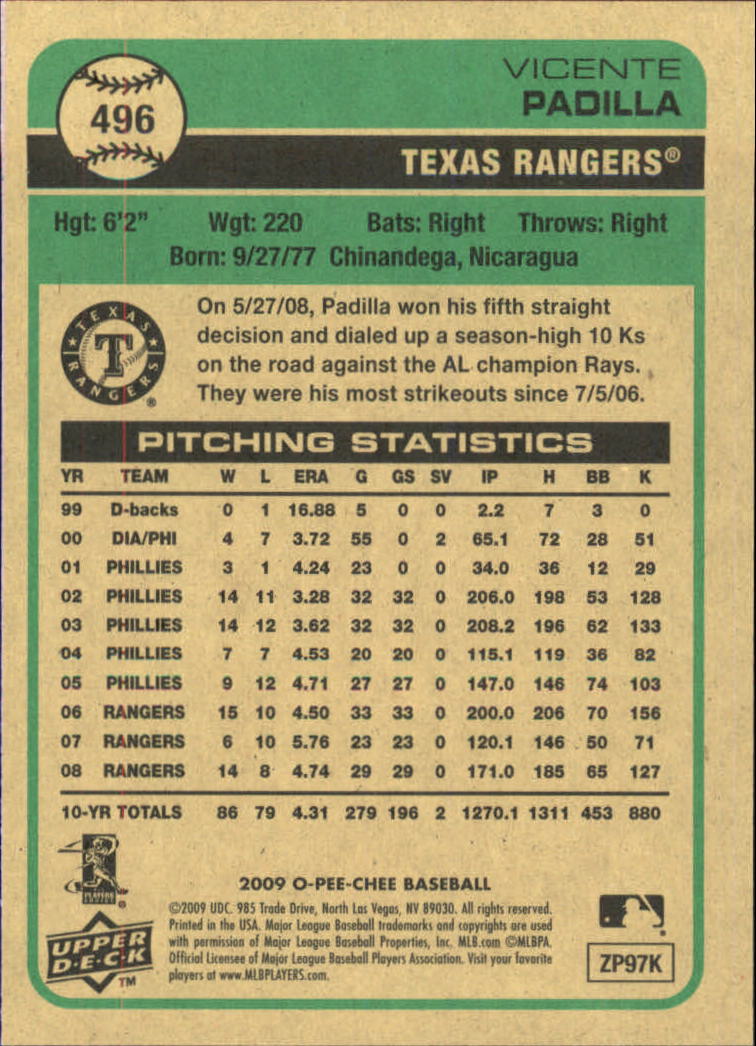 496
VICENTE
PADILLA
TEXAS RANGERS®
Hgt: 6'2" Wgt: 220 Bats: Right Throws: Right
Born: 9/27/77 Chinandega, Nicaragua
TEXAS
T
RANGERS
®
On 5/27/08, Padilla won his fifth straight
decision and dialed up a season-high 10 Ks
on the road against the AL champion Rays.
They were his most strikeouts since 7/5/06.
PITCHING STATISTICS
YR TEAM W L ERA G GS SV IP H BB K
99 D-backs 0 1 16.88 5 0 0 2.2 7 3 0
00 DIA/PHI 4 7 3.72 55 0 2 65.1 72 28 51
01 PHILLIES 3 1 4.24 23 0 0 34.0 36 12 29
02 PHILLIES 14 11 3.28 32 32 0 206.0 198 53 128
03 PHILLIES 14 12 3.62 32 32 0 208.2 196 62 133
04 PHILLIES 7 7 4.53 20 20 0 115.1 119 36 82
05 PHILLIES 9 12 4.71 27 27 0 147.0 146 74 103
06 RANGERS 15 10 4.50 33 33 0 200.0 206 70 156
07 RANGERS 6 10 5.76 23 23 0 120.1 146 50 71
08 RANGERS 14 8 4.74 29 29 0 171.0 185 65 127
10-YR TOTALS 86 79 4.31 279 196 2 1270.1 1311 453 880
PLAYERS
CHOICE
®
2009 O-PEE-CHEE BASEBALL
©2009 UDC. 985 Trade Drive, North Las Vegas, NV 89030. All rights reserved.
Printed in the USA. Major League Baseball trademarks and copyrights are used
with permission of Major League Baseball Properties, Inc. MLB.com ©MLBPA.
Official Licensee of Major League Baseball Players Association. Visit your favorite
players at www.MLBPLAYERS.com.
UPPER
D·E·C·K
TM
®
ZP97K